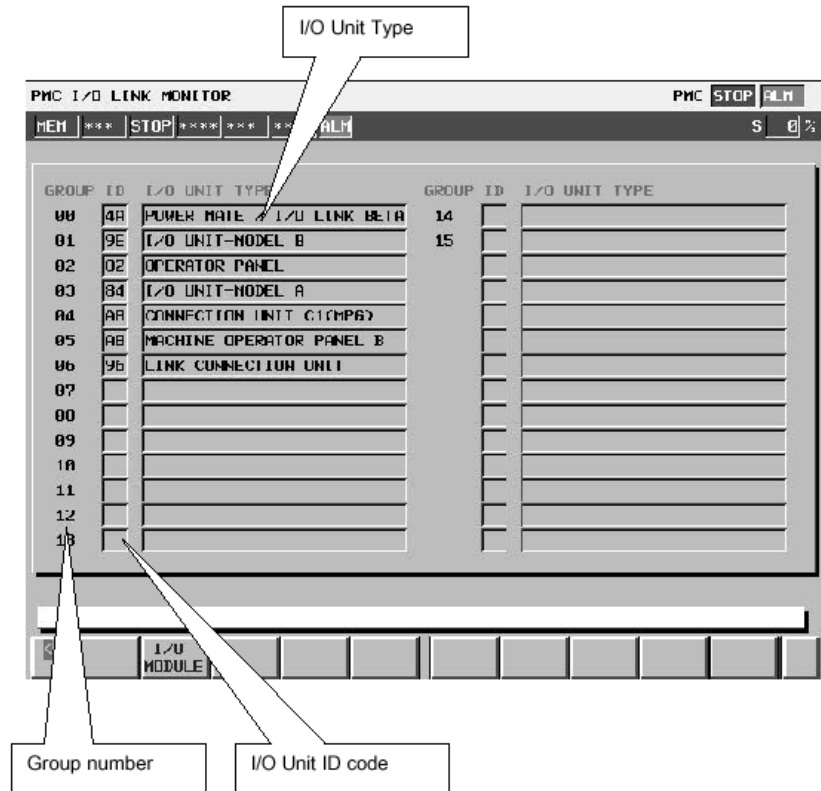 I/O Unit Type
PMC I/O LINK MONITOR PMC STOP ALM
MEM *** STOP **** *** ALM S 0 %
GROUP ID I/O UNIT TYPE GROUP ID I/O UNIT TYPE
00 4A POWER MATE / I/O LINK BETA 14
01 9E I/O UNIT-MODEL B 15
02 02 OPERATOR PANEL
03 84 I/O UNIT-MODEL A
04 A8 CONNECTION UNIT C1(MP6)
05 A8 MACHINE OPERATOR PANEL B
06 96 LINK CONNECTION UNIT
07
08
09
10
11
12
13
<
I/O
MODULE
Group number I/O Unit ID code